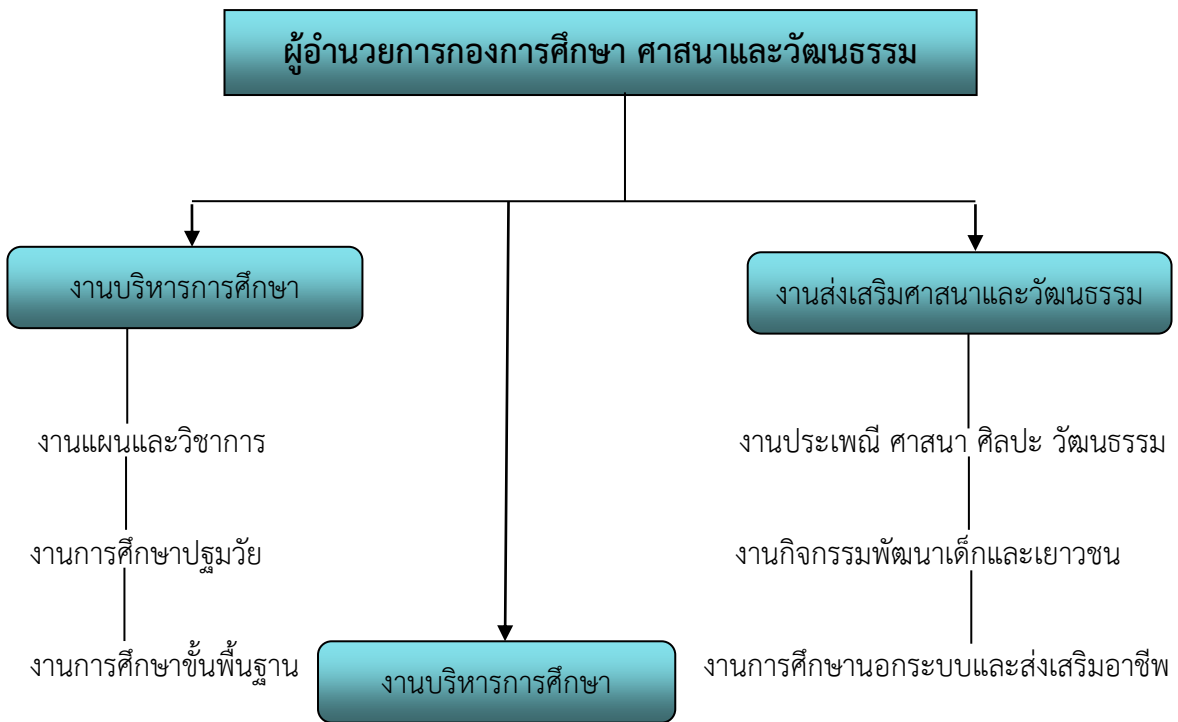 ผู้อำนวยการกองการศึกษา ศาสนาและวัฒนธรรม
งานบริหารการศึกษา
งานส่งเสริมศาสนาและวัฒนธรรม
งานแผนและวิชาการ
งานประเพณี ศาสนา ศิลปะ วัฒนธรรม
งานการศึกษาปฐมวัย
งานกิจกรรมพัฒนาเด็กและเยาวชน
งานการศึกษาขั้นพื้นฐาน
งานบริหารการศึกษา
งานการศึกษานอกระบบและส่งเสริมอาชีพ